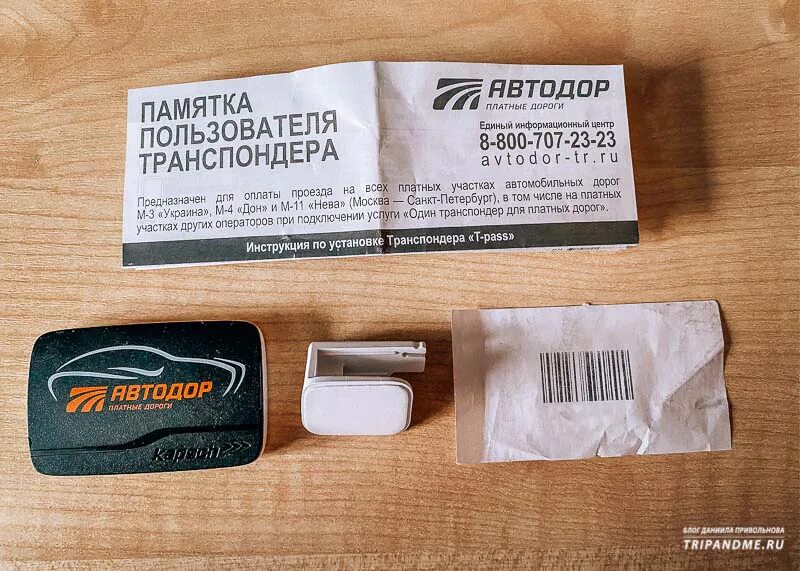 ПАМЯТКА
ПОЛЬЗОВАТЕЛЯ
ТРАНСПОНДЕРА
АВТОДОР
ПЛАТНЫЕ ДОРОГИ
Единый информационный центр
8-800-707-23-23
avtodor-tr.ru
Предназначен для оплаты проезда на всех платных участках автомобильных дорог
М-3 «Украина», М-4 «Дон» и М-11 «Нева» (Москва — Санкт-Петербург), в том числе на платных
участках других операторов при подключении услуги «Один транспондер для платных дорог».
Инструкция по установке Транспондера «T-pass»
АВТОДОР
ПЛАТНЫЕ ДОРОГИ
kapsch
БЛОГ ДАНИИЛА ПРИВОЛЬНОВА
TRIPANDME.RU